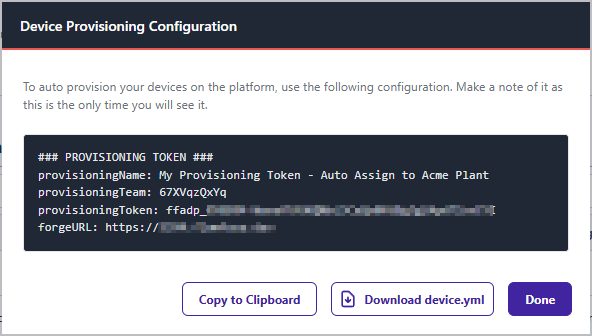 Device Provisioning Configuration
To auto provision your devices on the platform, use the following configuration. Make a note of it as
this is the only time you will see it.
### PROVISIONING TOKEN ###
provisioningName: My Provisioning Token - Auto Assign to Acme Plant
provisioningTeam: 67XVqzQxYq
provisioningToken: ffadp_
forgeURL: https://
Copy to Clipboard
Download device.yml
Done